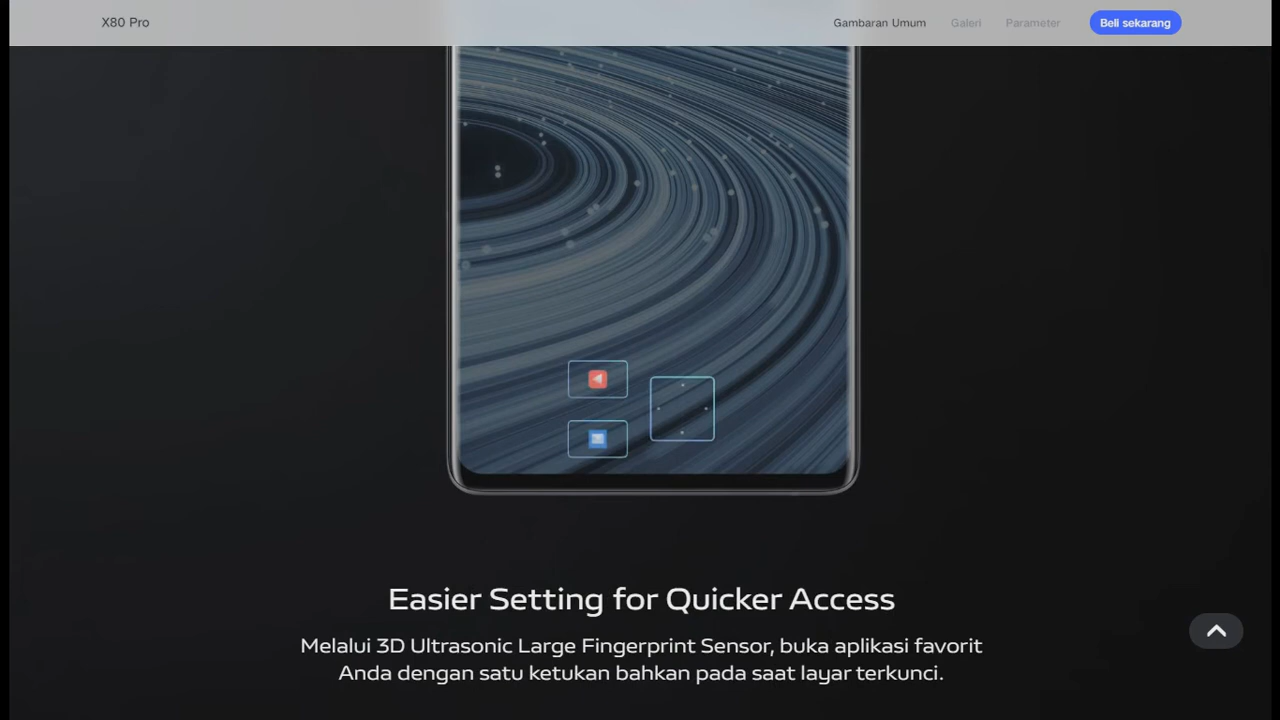 X80 Pro
Gambaran Umum
Galeri
Parameter
Beli sekarang
Easier Setting for Quicker Access
Melalui 3D Ultrasonic Large Fingerprint Sensor, buka aplikasi favorit
Anda dengan satu ketukan bahkan pada saat layar terkunci.